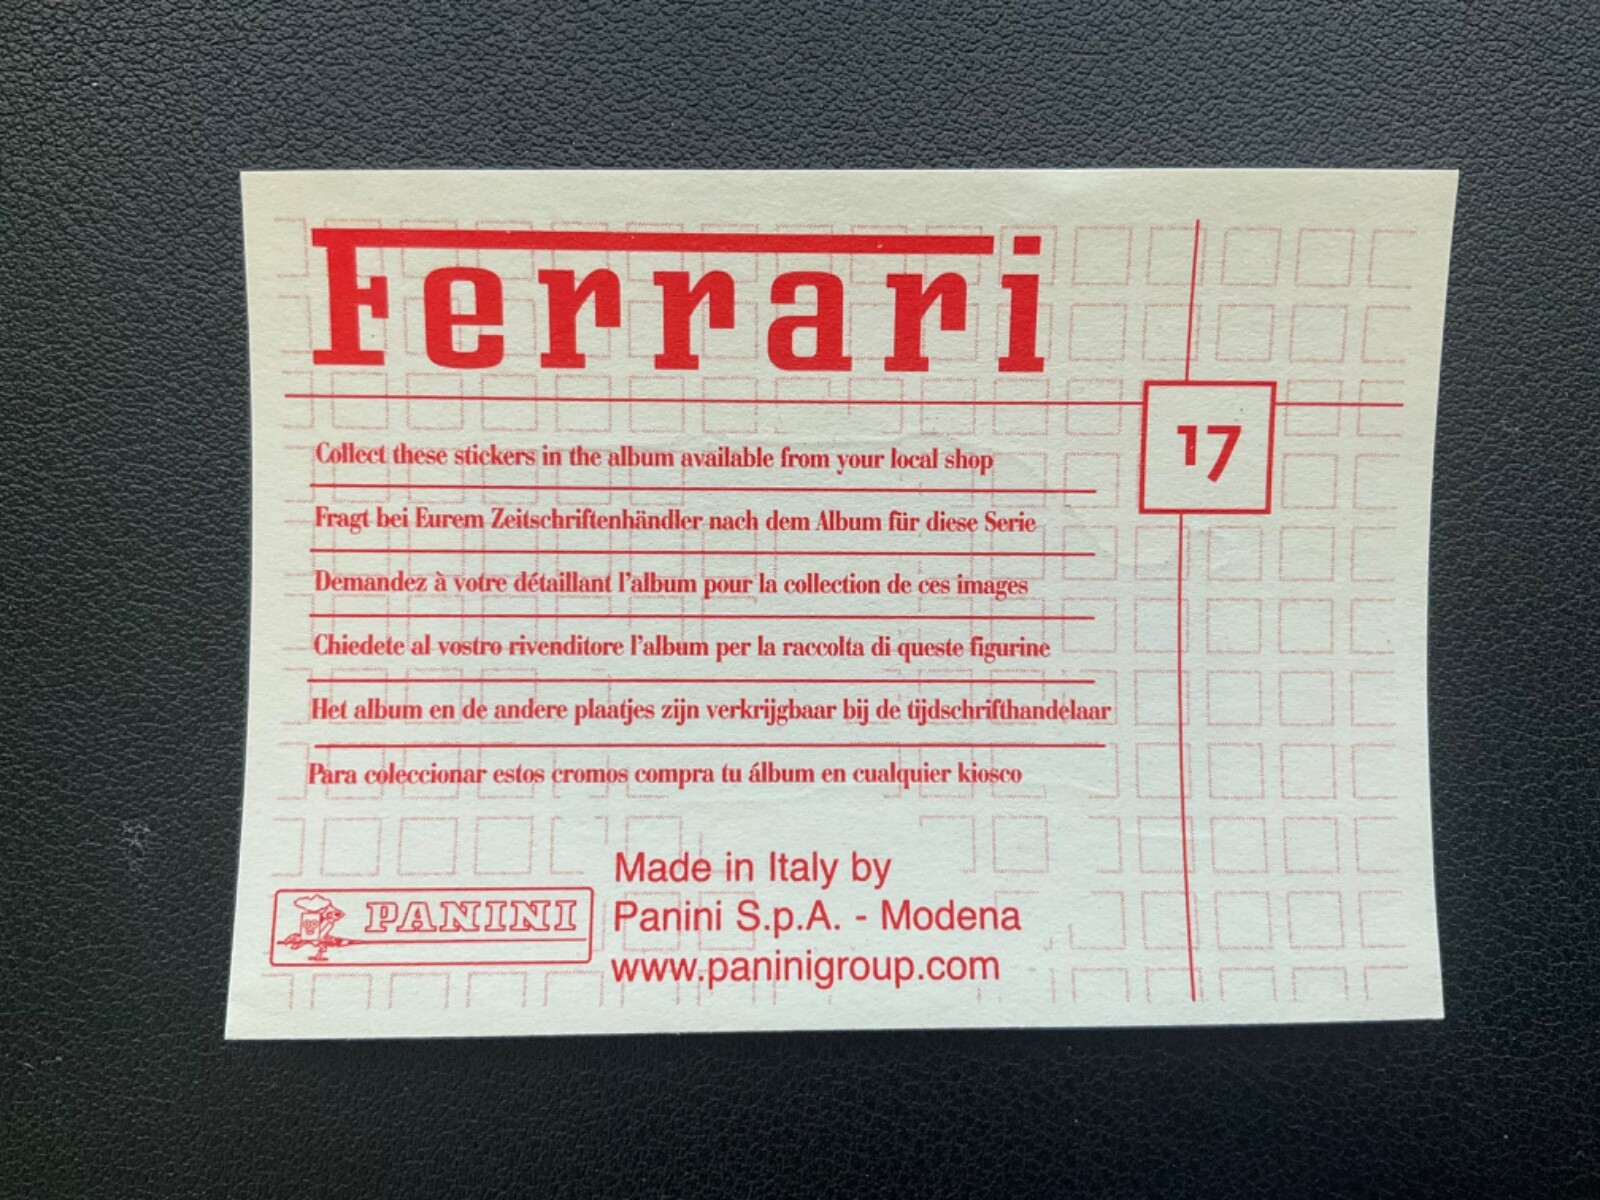 Ferrari
17
Collect these stickers in the album available from your local shop
Fragt bei Eurem Zeitschriftenhändler nach dem Album für diese Serie
Demandez à votre détaillant l'album pour la collection de ces images
Chiedete al vostro rivenditore l'album per la raccolta di queste figurine
Het album en de andere plaatjes zijn verkrijgbaar bij de tijdschrifthandelaar
Para coleccionar estos cromos compra tu álbum en cualquier kiosco
PANINI
Made in Italy by
Panini S.p.A. - Modena
www.paninigroup.com